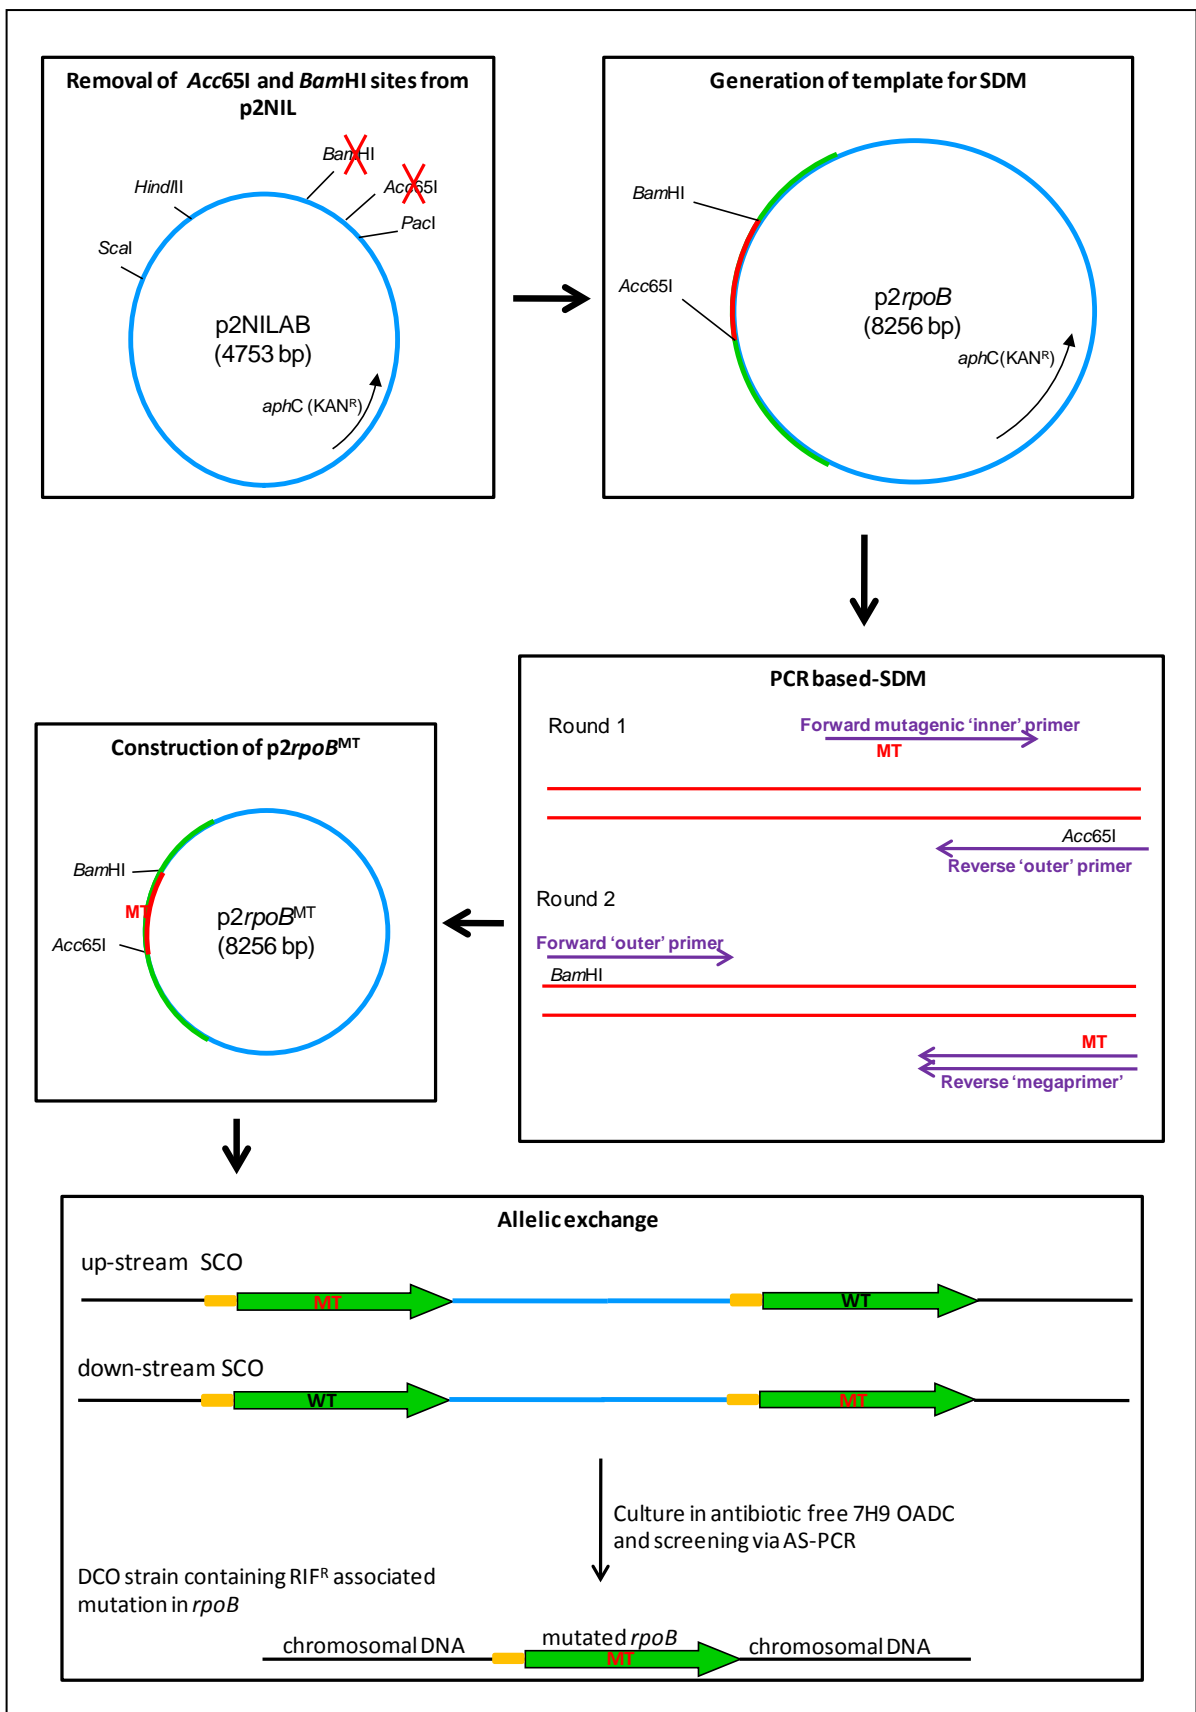 Removal of Acc65I and BamHI sites from
p2NIL
BamHI
HindIII
Acc65I
PacI
ScaI
p2NILAB
(4753 bp)
aphC (KANR)
Generation of template for SDM
BamHI
Acc65I
p2rpoB
(8256 bp)
aphC(KANR)
PCR based-SDM
Round 1
Forward mutagenic ‘inner’ primer
MT
Acc65I
Reverse ‘outer’ primer
Round 2
Forward ‘outer’ primer
BamHI
MT
Reverse ‘megaprimer’
Construction of p2rpoBMT
BamHI
MT
Acc65I
p2rpoBMT
(8256 bp)
Allelic exchange
up-stream SCO
MT
WT
down-stream SCO
WT
MT
Culture in antibiotic free 7H9 OADC
and screening via AS-PCR
DCO strain containing RIFR associated
mutation in rpoB
chromosomal DNA
mutated rpoB
chromosomal DNA
MT